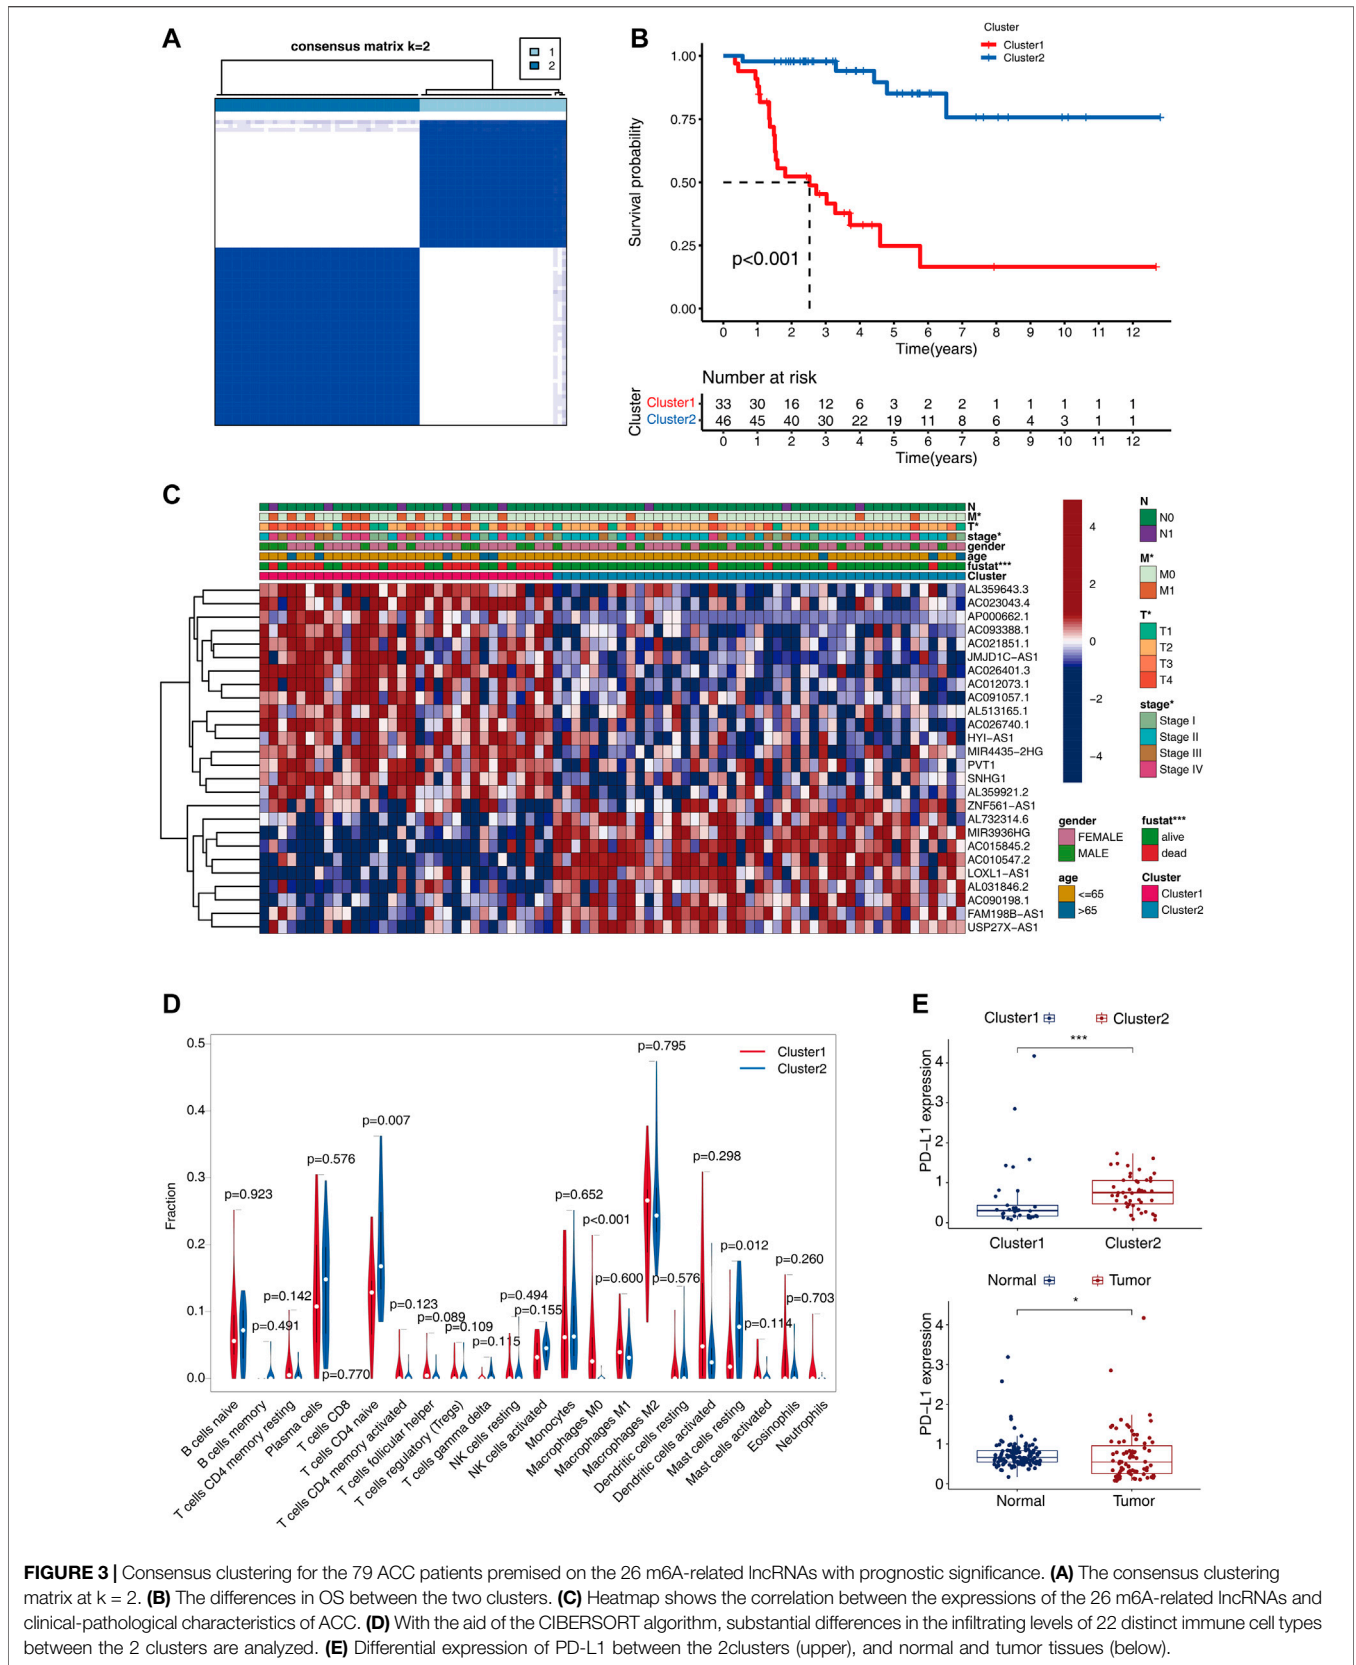 A
consensus matrix k=2
1
2
B
Cluster
Cluster1
Cluster2
Survival probability
1.00
0.75
0.50
0.25
0.00
p<0.001
0 1 2 3 4 5 6 7 8 9 10 11 12
Time(years)
Number at risk
Cluster
Cluster1 33 30 16 12 6 3 2 2 1 1 1 1 1
Cluster2 46 45 40 30 22 19 11 8 6 4 3 1 1
0 1 2 3 4 5 6 7 8 9 10 11 12
Time(years)
C
N
M*
T*
stage*
gender
age
fustat***
Cluster
AL359643.3
AC023043.4
AP000662.1
AC093388.1
AC021851.1
JMJD1C−AS1
AC026401.3
AC012073.1
AC091057.1
AL513165.1
AC026740.1
HYI−AS1
MIR4435−2HG
PVT1
SNHG1
AL359921.2
ZNF561−AS1
AL732314.6
MIR3936HG
AC015845.2
AC010547.2
LOXL1−AS1
AL031846.2
AC090198.1
FAM198B−AS1
USP27X−AS1
4
2
0
−2
−4
N
N0
N1
M*
M0
M1
T*
T1
T2
T3
T4
stage*
Stage I
Stage II
Stage III
Stage IV
gender
FEMALE
MALE
age
<=65
>65
fustat***
alive
dead
Cluster
Cluster1
Cluster2
D
Fraction
0.5
0.4
0.3
0.2
0.1
0.0
Cluster1
Cluster2
p=0.923
p=0.491
p=0.142
p=0.576
p=0.770
p=0.007
p=0.123
p=0.089
p=0.109
p=0.115
p=0.494
p=0.155
p=0.652
p<0.001
p=0.600
p=0.795
p=0.576
p=0.298
p=0.012
p=0.114
p=0.260
p=0.703
B cells naive
B cells memory
T cells CD4 memory resting
Plasma cells
T cells CD8
T cells CD4 naive
T cells CD4 memory activated
T cells follicular helper
T cells regulatory (Tregs)
T cells gamma delta
NK cells resting
NK cells activated
Monocytes
Macrophages M0
Macrophages M1
Macrophages M2
Dendritic cells resting
Dendritic cells activated
Mast cells resting
Mast cells activated
Eosinophils
Neutrophils
E
Cluster1 Cluster2
***
PD−L1 expression
4
3
2
1
0
Cluster1 Cluster2
Normal Tumor
*
PD−L1 expression
4
3
2
1
0
Normal Tumor
FIGURE 3 | Consensus clustering for the 79 ACC patients premised on the 26 m6A-related lncRNAs with prognostic significance. (A) The consensus clustering
matrix at k = 2. (B) The differences in OS between the two clusters. (C) Heatmap shows the correlation between the expressions of the 26 m6A-related lncRNAs and
clinical-pathological characteristics of ACC. (D) With the aid of the CIBERSORT algorithm, substantial differences in the infiltrating levels of 22 distinct immune cell types
between the 2 clusters are analyzed. (E) Differential expression of PD-L1 between the 2clusters (upper), and normal and tumor tissues (below).